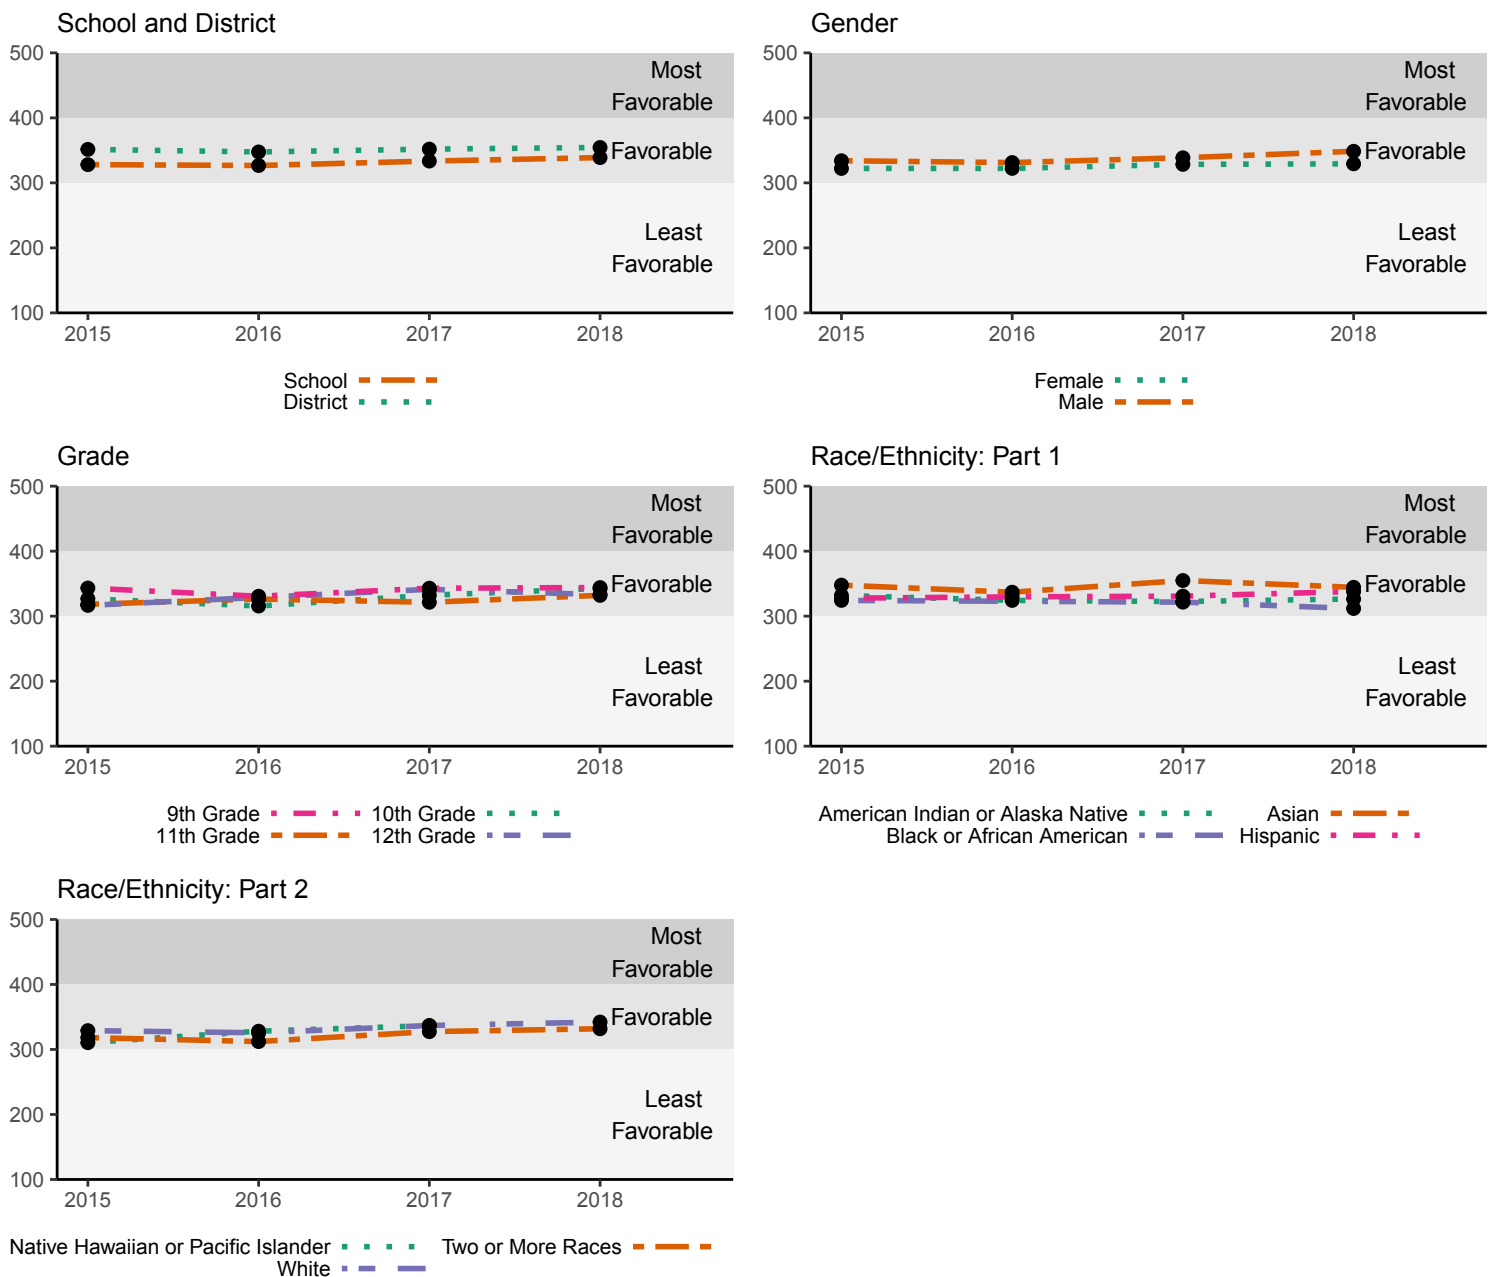 School and District
500
400
300
200
100
Most
Favorable
Favorable
Least
Favorable
2015 2016 2017 2018
School
District
Gender
500
400
300
200
100
Most
Favorable
Favorable
Least
Favorable
2015 2016 2017 2018
Female
Male
Grade
500
400
300
200
100
Most
Favorable
Favorable
Least
Favorable
2015 2016 2017 2018
9th Grade 10th Grade
11th Grade 12th Grade
Race/Ethnicity: Part 1
500
400
300
200
100
Most
Favorable
Favorable
Least
Favorable
2015 2016 2017 2018
American Indian or Alaska Native Asian
Black or African American Hispanic
Race/Ethnicity: Part 2
500
400
300
200
100
Most
Favorable
Favorable
Least
Favorable
2015 2016 2017 2018
Native Hawaiian or Pacific Islander Two or More Races
White